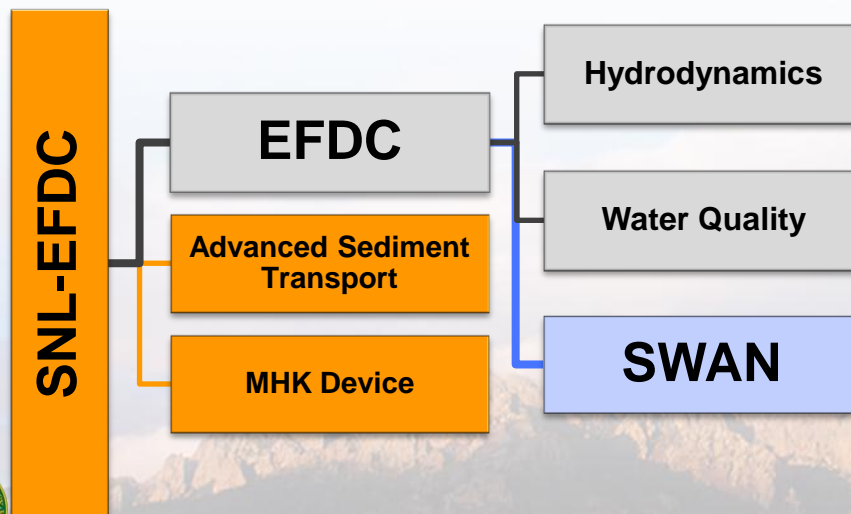 SNL-EFDC
EFDC
Advanced Sediment
Transport
MHK Device
Hydrodynamics
Water Quality
SWAN